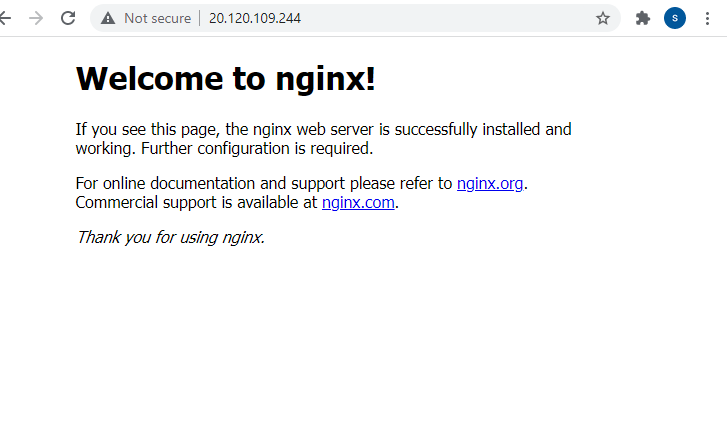 Not secure | 20.120.109.244
s
Welcome to nginx!
If you see this page, the nginx web server is successfully installed and
working. Further configuration is required.
For online documentation and support please refer to nginx.org.
Commercial support is available at nginx.com.
Thank you for using nginx.